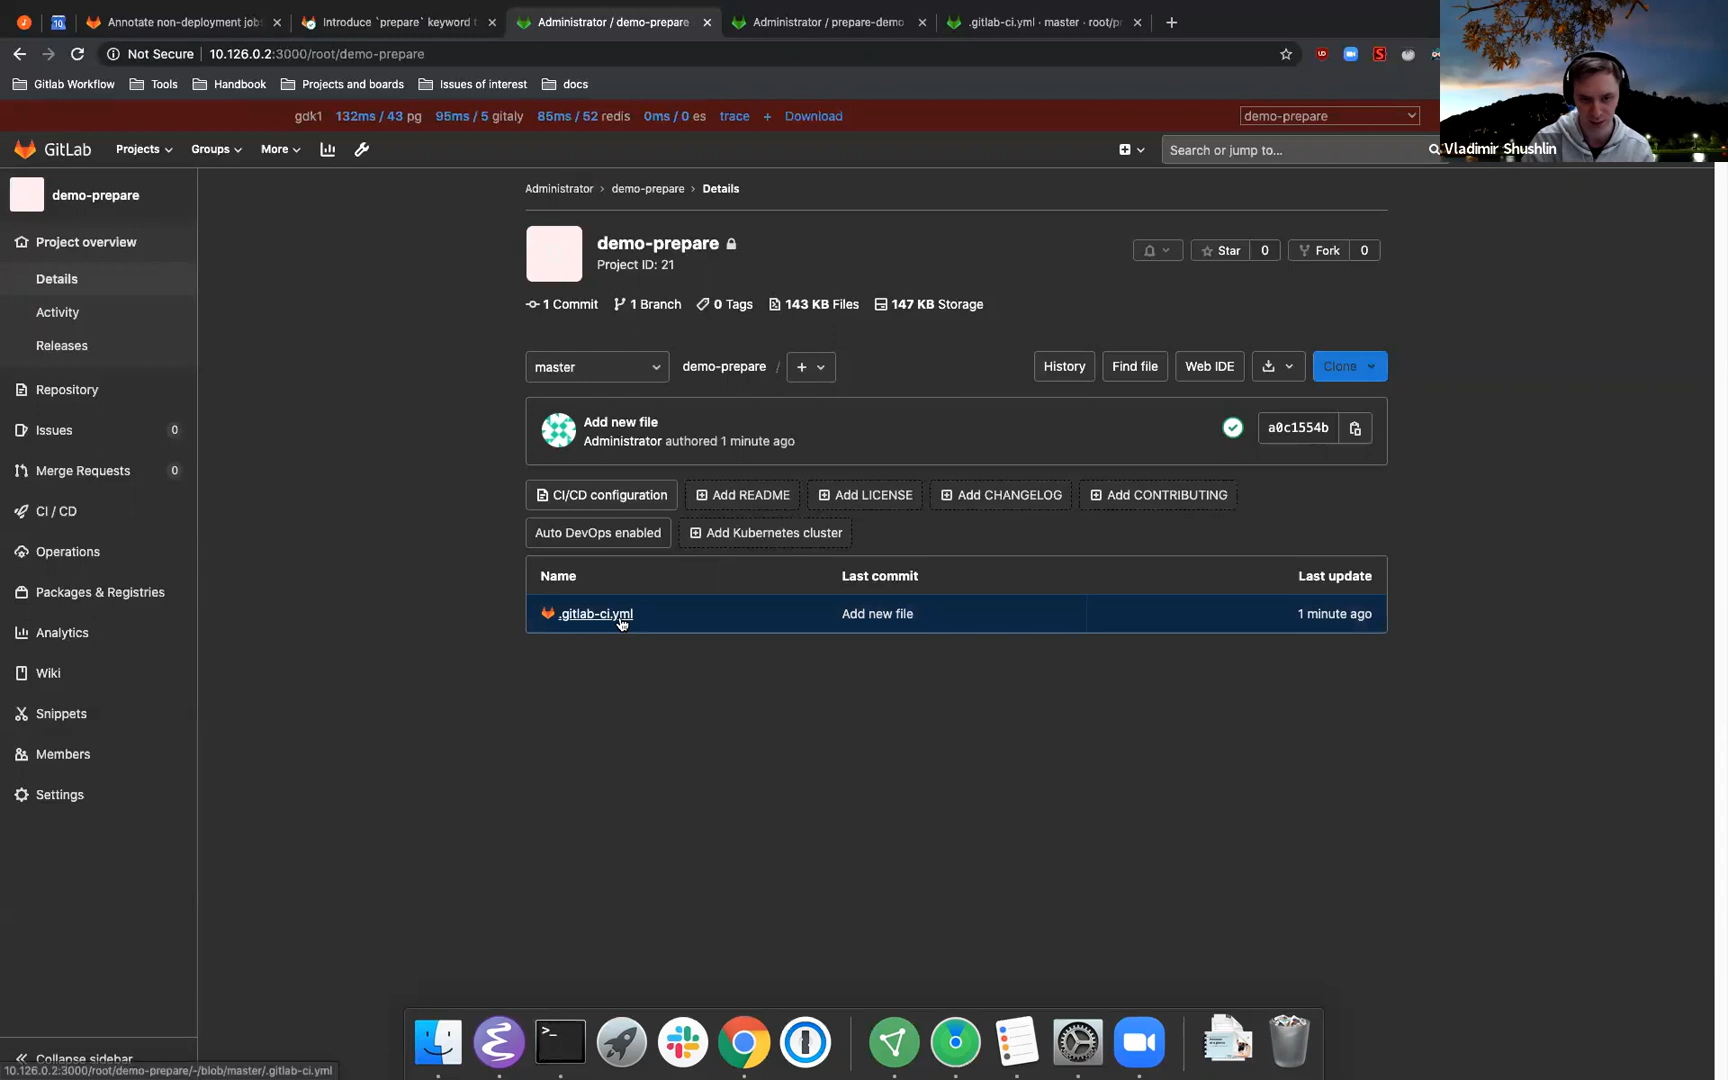 Annotate non-deployment job
Introduce `prepare` keyword t
Administrator / demo-prepare
Administrator / prepare-demo
.gitlab-ci.yml · master · root/pr
Not Secure 10.126.0.2:3000/root/demo-prepare
Gitlab Workflow Tools Handbook Projects and boards Issues of interest docs
gdk1 132ms / 43 pg 95ms / 5 gitaly 85ms / 52 redis 0ms / 0 es trace + Download demo-prepare
GitLab Projects Groups More Search or jump to... Vladimir Shushlin
demo-prepare
Project overview
Details
Activity
Releases
Repository
Issues 0
Merge Requests 0
CI / CD
Operations
Packages & Registries
Analytics
Wiki
Snippets
Members
Settings
Collapse sidebar
Administrator › demo-prepare › Details
demo-prepare
Project ID: 21
Star 0 Fork 0
1 Commit 1 Branch 0 Tags 143 KB Files 147 KB Storage
master demo-prepare / + History Find file Web IDE Clone
Add new file
Administrator authored 1 minute ago
a0c1554b
CI/CD configuration Add README Add LICENSE Add CHANGELOG Add CONTRIBUTING
Auto DevOps enabled Add Kubernetes cluster
Name Last commit Last update
.gitlab-ci.yml Add new file 1 minute ago
10.126.0.2:3000/root/demo-prepare/-/blob/master/.gitlab-ci.yml